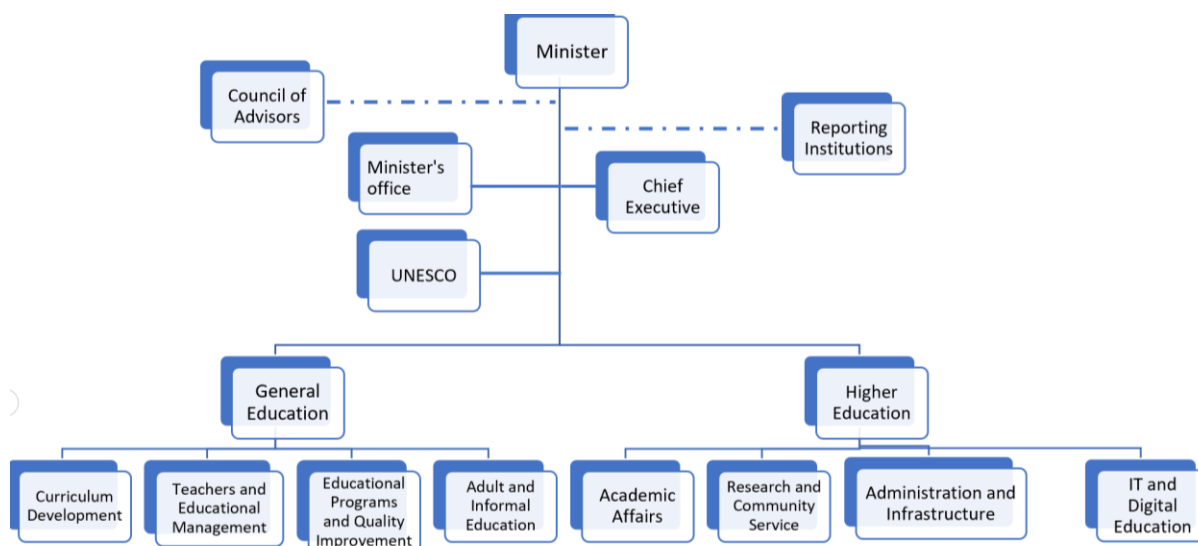 Minister
Council of
Advisors
Reporting
Institutions
Minister's
office
Chief
Executive
UNESCO
General
Education
Higher
Education
Curriculum
Development
Teachers and
Educational
Management
Educational
Programs
and Quality
Improvement
Adult and
Informal
Education
Academic
Affairs
Research and
Community
Service
Administration and
Infrastructure
IT and
Digital
Education